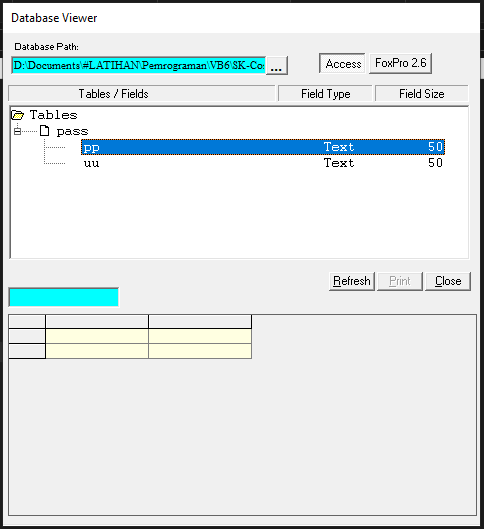 Database Viewer
Database Path:
D:\Documents\#LATIHAN\Pemrograman\VB6\SK-Co
...
Access
FoxPro 2.6
Tables / Fields Field Type Field Size
Tables
pass
pp Text 50
uu Text 50
Refresh Print Close